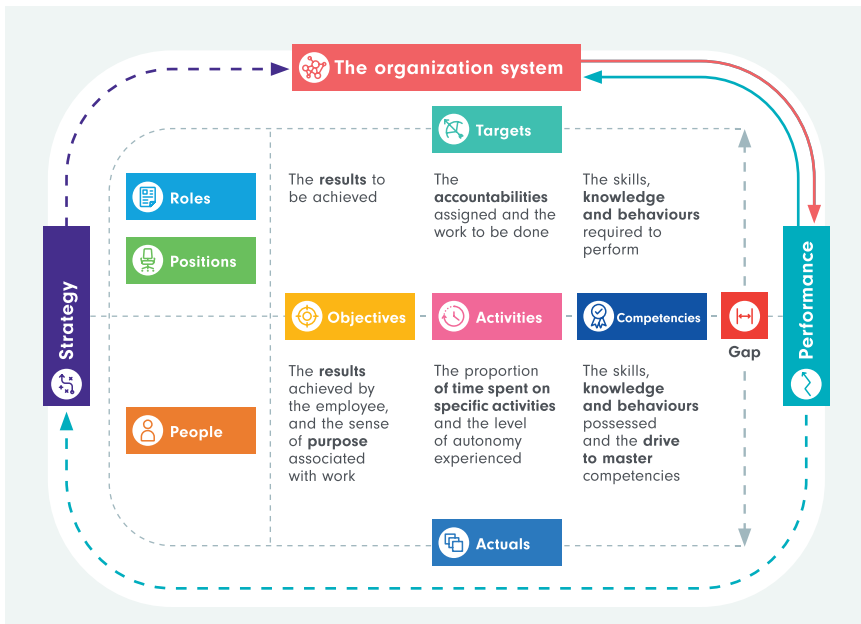 The organization system
Targets
Roles
The results to
be achieved
The
accountabilities
assigned and the
work to be done
The skills,
knowledge
and behaviours
required to
perform
Positions
Strategy
Objectives
Activities
Competencies
Gap
Performance
People
The results
achieved by
the employee,
and the sense
of purpose
associated
with work
The proportion
of time spent on
specific activities
and the level
of autonomy
experienced
The skills,
knowledge
and behaviours
possessed
and the drive
to master
competencies
Actuals